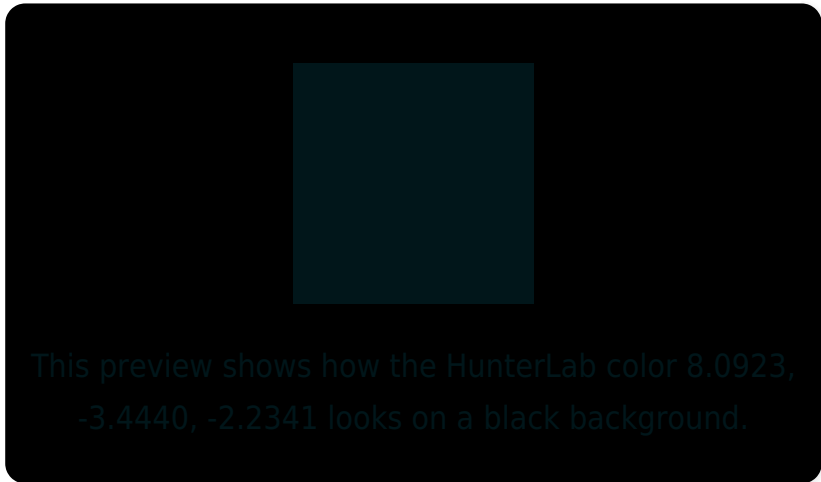 This preview shows how the HunterLab color 8.0923,
-3.4440, -2.2341 looks on a black background.